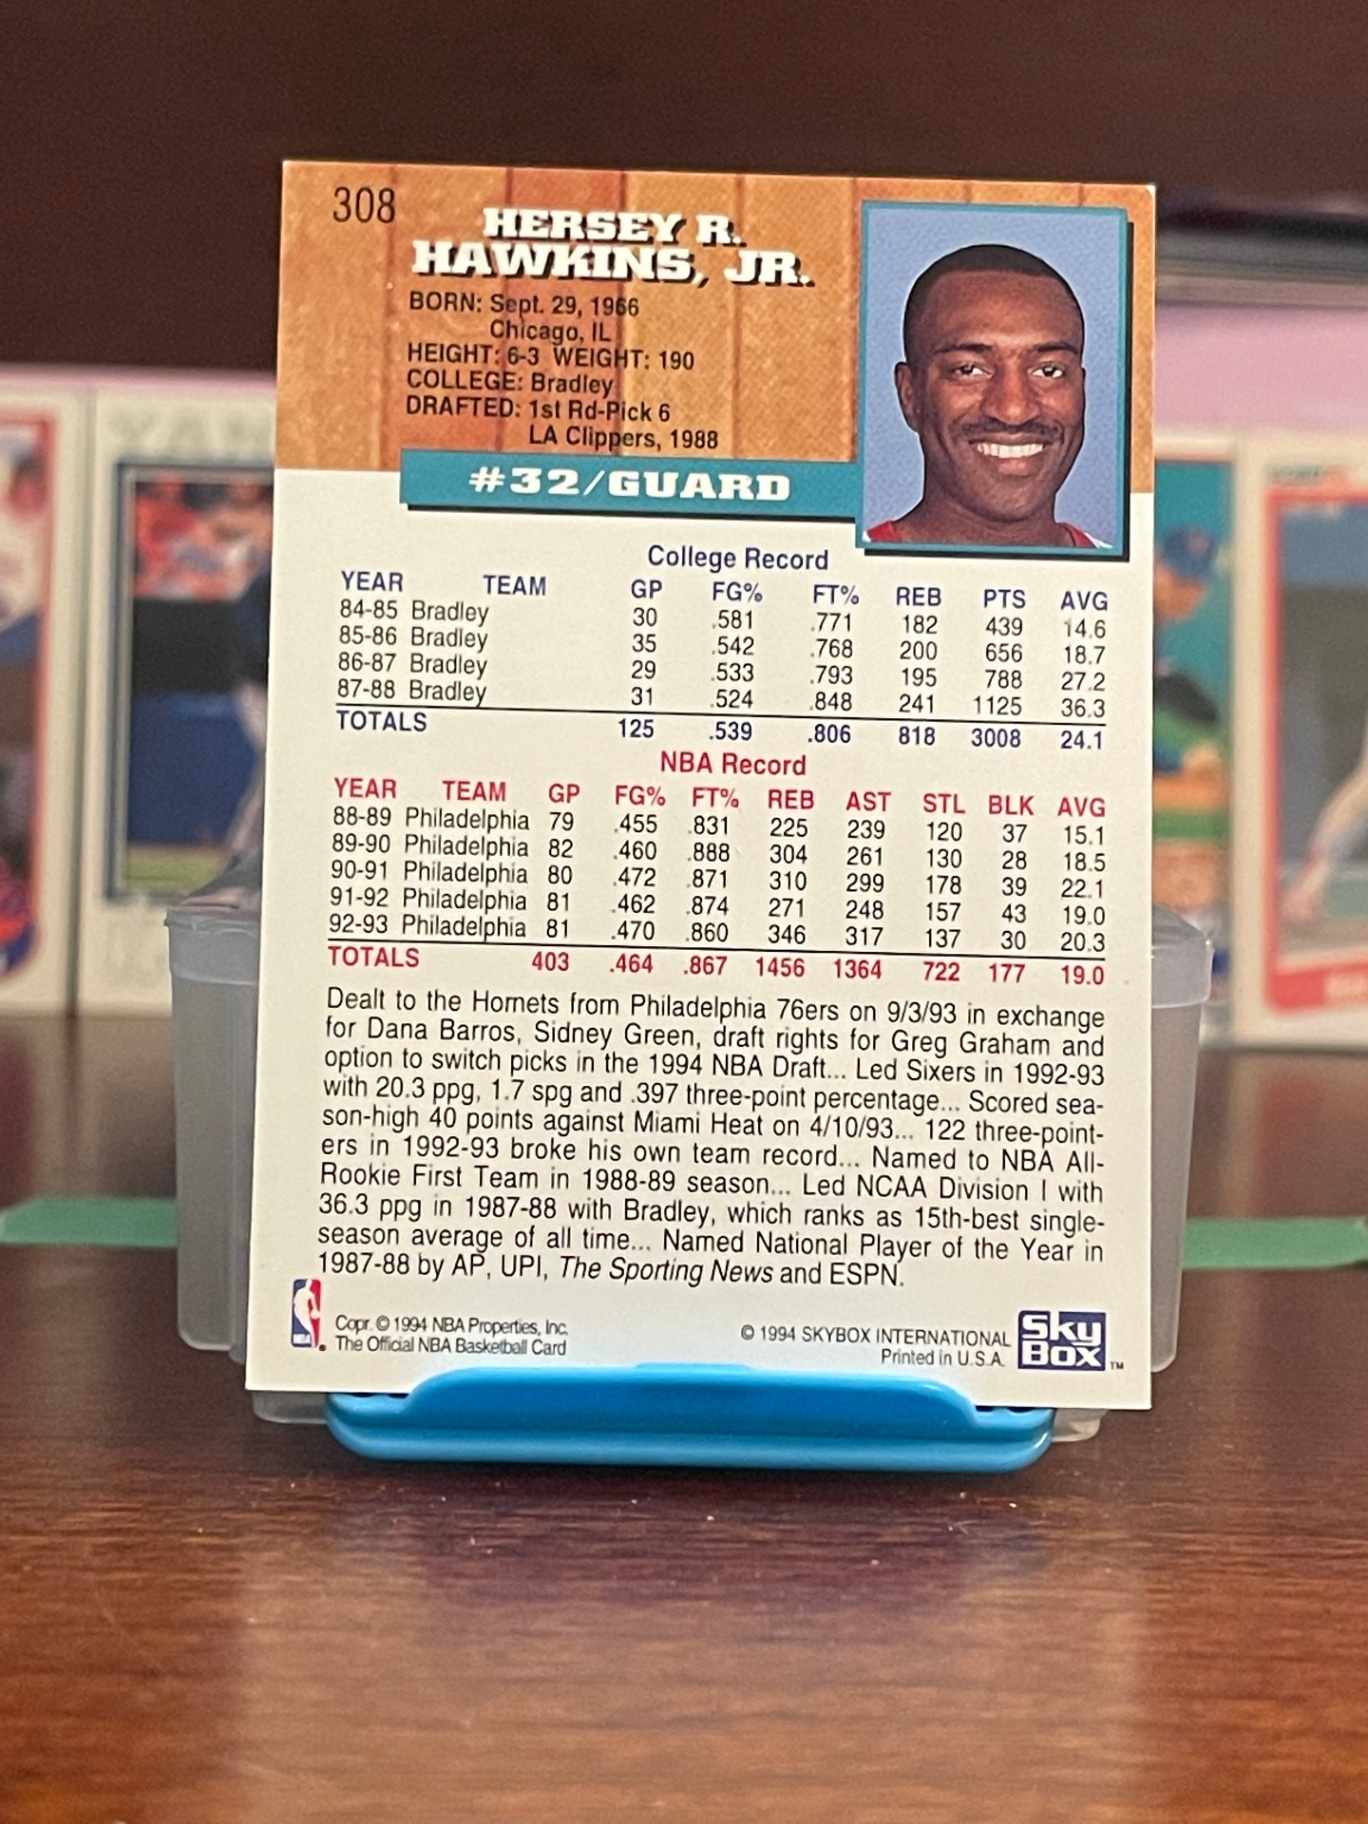 308
HERSEY R.
HAWKINS, JR.
BORN: Sept. 29, 1966
Chicago, IL
HEIGHT: 6-3 WEIGHT: 190
COLLEGE: Bradley
DRAFTED: 1st Rd-Pick 6
LA Clippers, 1988
#32/GUARD
College Record
YEAR TEAM GP FG% FT% REB PTS AVG
84-85 Bradley 30 .581 .771 182 439 14.6
85-86 Bradley 35 .542 .768 200 656 18.7
86-87 Bradley 29 .533 .793 195 788 27.2
87-88 Bradley 31 .524 .848 241 1125 36.3
TOTALS 125 .539 .806 818 3008 24.1
NBA Record
YEAR TEAM GP FG% FT% REB AST STL BLK AVG
88-89 Philadelphia 79 .455 .831 225 239 120 37 15.1
89-90 Philadelphia 82 .460 .888 304 261 130 28 18.5
90-91 Philadelphia 80 .472 .871 310 299 178 39 22.1
91-92 Philadelphia 81 .462 .874 271 248 157 43 19.0
92-93 Philadelphia 81 .470 .860 346 317 137 30 20.3
TOTALS 403 .464 .867 1456 1364 722 177 19.0
Dealt to the Hornets from Philadelphia 76ers on 9/3/93 in exchange
for Dana Barros, Sidney Green, draft rights for Greg Graham and
option to switch picks in the 1994 NBA Draft... Led Sixers in 1992-93
with 20.3 ppg, 1.7 spg and .397 three-point percentage... Scored sea-
son-high 40 points against Miami Heat on 4/10/93... 122 three-point-
ers in 1992-93 broke his own team record... Named to NBA All-
Rookie First Team in 1988-89 season... Led NCAA Division I with
36.3 ppg in 1987-88 with Bradley, which ranks as 15th-best single-
season average of all time... Named National Player of the Year in
1987-88 by AP, UPI, The Sporting News and ESPN.
NBA
Copr. © 1994 NBA Properties, Inc.
The Official NBA Basketball Card
© 1994 SKYBOX INTERNATIONAL
Printed in U.S.A.
Sky
Box TM